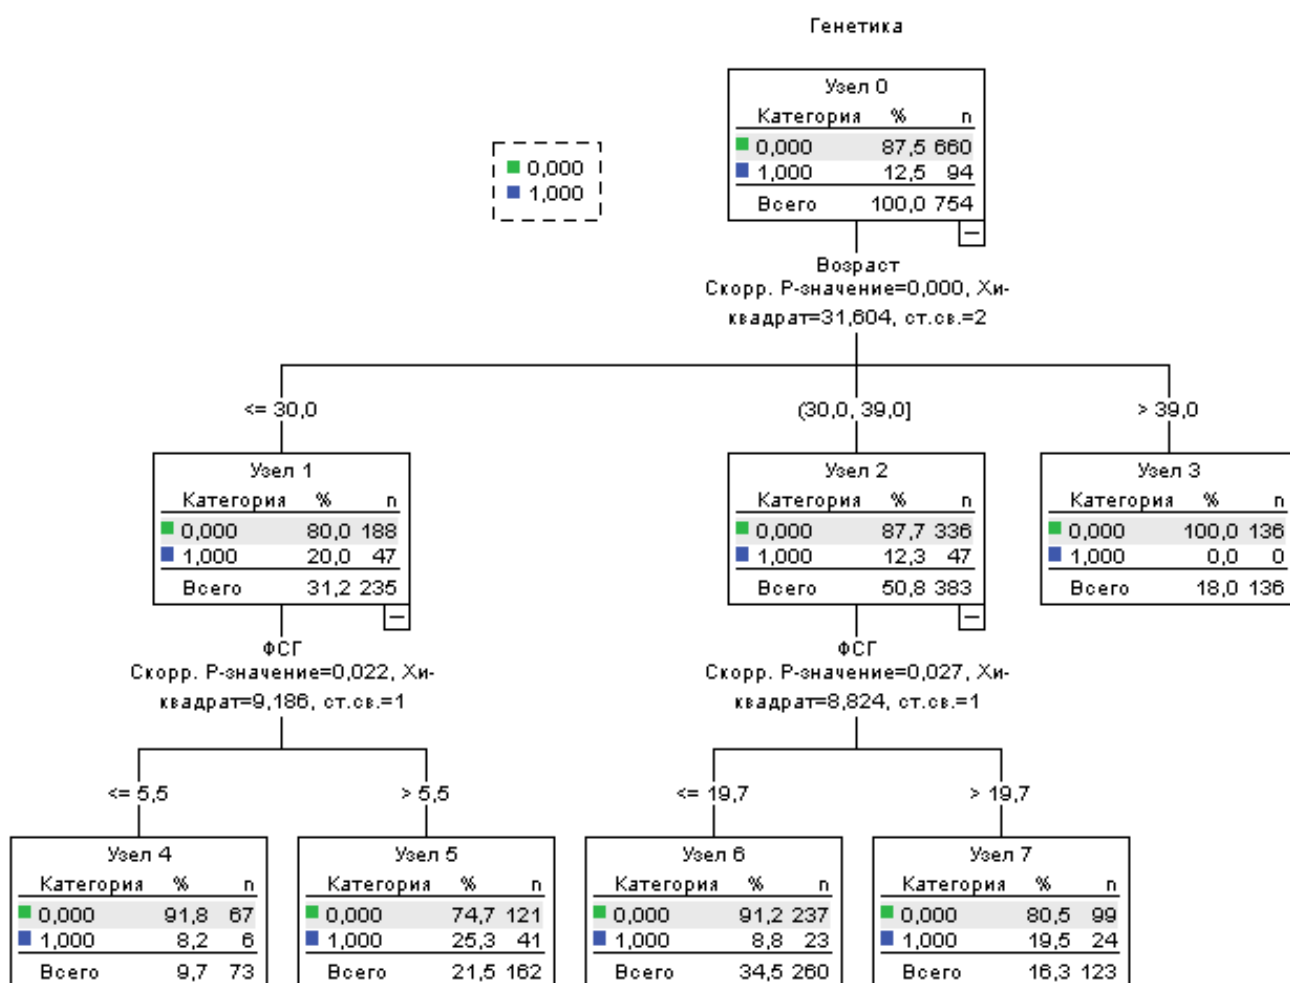 Генетика
Узел 0
Категория % n
0,000 87,5 660
1,000 12,5 94
Всего 100,0 754
0,000
1,000
Возраст
Скорр. P-значение=0,000, Хи-
квадрат=31,604, ст.св.=2
<= 30,0
(30,0, 39,0]
> 39,0
Узел 1
Категория % n
0,000 80,0 188
1,000 20,0 47
Всего 31,2 235
Узел 2
Категория % n
0,000 87,7 336
1,000 12,3 47
Всего 50,8 383
Узел 3
Категория % n
0,000 100,0 136
1,000 0,0 0
Всего 18,0 136
ФСГ
Скорр. P-значение=0,022, Хи-
квадрат=9,186, ст.св.=1
ФСГ
Скорр. P-значение=0,027, Хи-
квадрат=8,824, ст.св.=1
<= 5,5
> 5,5
<= 19,7
> 19,7
Узел 4
Категория % n
0,000 91,8 67
1,000 8,2 6
Всего 9,7 73
Узел 5
Категория % n
0,000 74,7 121
1,000 25,3 41
Всего 21,5 162
Узел 6
Категория % n
0,000 91,2 237
1,000 8,8 23
Всего 34,5 260
Узел 7
Категория % n
0,000 80,5 99
1,000 19,5 24
Всего 16,3 123